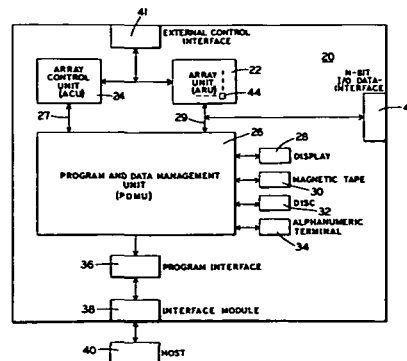 41
EXTERNAL CONTROL
INTERFACE
20
ARRAY
CONTROL
UNIT
(ACU)
24
ARRAY
UNIT
(ARU)
22
44
N-BIT
I/O DATA-
INTERFACE
27
29
4
26
PROGRAM AND DATA MANAGEMENT
UNIT
(PDMU)
28
DISPLAY
MAGNETIC TAPE
30
DISC
32
ALPHANUMERIC
TERMINAL
34
36
PROGRAM INTERFACE
38
INTERFACE MODULE
40
HOST